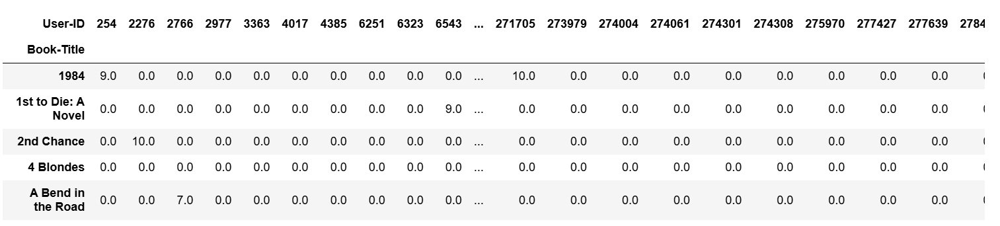 User-ID 254 2276 2766 2977 3363 4017 4385 6251 6323 6543 ... 271705 273979 274004 274061 274301 274308 275970 277427 277639 2784
Book-Title
1984 9.0 0.0 0.0 0.0 0.0 0.0 0.0 0.0 0.0 0.0 ... 10.0 0.0 0.0 0.0 0.0 0.0 0.0 0.0 0.0
1st to Die: A
Novel 0.0 0.0 0.0 0.0 0.0 0.0 0.0 0.0 0.0 9.0 ... 0.0 0.0 0.0 0.0 0.0 0.0 0.0 0.0 0.0
2nd Chance 0.0 10.0 0.0 0.0 0.0 0.0 0.0 0.0 0.0 0.0 ... 0.0 0.0 0.0 0.0 0.0 0.0 0.0 0.0 0.0
4 Blondes 0.0 0.0 0.0 0.0 0.0 0.0 0.0 0.0 0.0 0.0 ... 0.0 0.0 0.0 0.0 0.0 0.0 0.0 0.0 0.0
A Bend in
the Road 0.0 0.0 7.0 0.0 0.0 0.0 0.0 0.0 0.0 0.0 ... 0.0 0.0 0.0 0.0 0.0 0.0 0.0 0.0 0.0